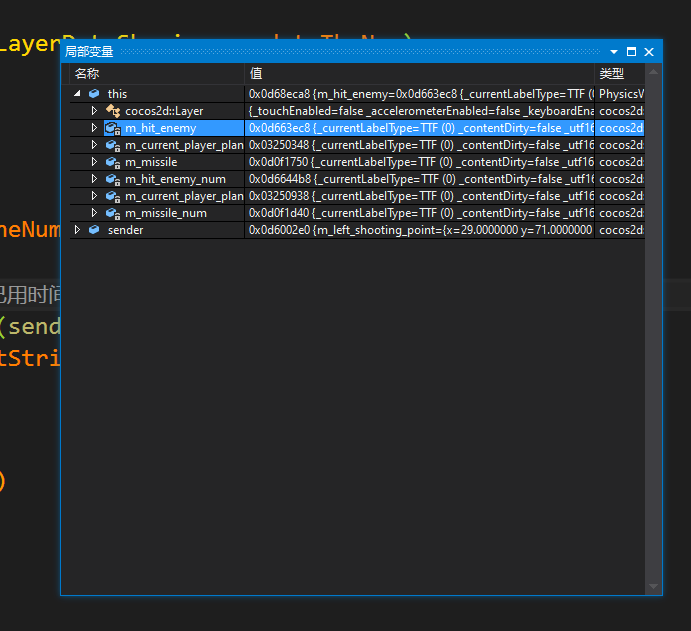 局部变量
名称 值 类型
this 0x0d68eca8 {m_hit_enemy=0x0d663ec8 {_currentLabelType=TTF (0) PhysicsW
cocos2d::Layer {_touchEnabled=false _accelerometerEnabled=false _keyboardEna cocos2d:
m_hit_enemy 0x0d663ec8 {_currentLabelType=TTF (0) _contentDirty=false _utf16 cocos2d:
m_current_player_plan 0x03250348 {_currentLabelType=TTF (0) _contentDirty=false _utf16 cocos2d:
m_missile 0x0d0f1750 {_currentLabelType=TTF (0) _contentDirty=false _utf16 cocos2d:
m_hit_enemy_num 0x0d6644b8 {_currentLabelType=TTF (0) _contentDirty=false _utf16 cocos2d:
m_current_player_plan 0x03250938 {_currentLabelType=TTF (0) _contentDirty=false _utf16 cocos2d:
m_missile_num 0x0d0f1d40 {_currentLabelType=TTF (0) _contentDirty=false _utf16 cocos2d:
sender 0x0d6002e0 {m_left_shooting_point={x=29.0000000 y=71.0000000 cocos2d:
neNum
已用时间
(send
tStri
)